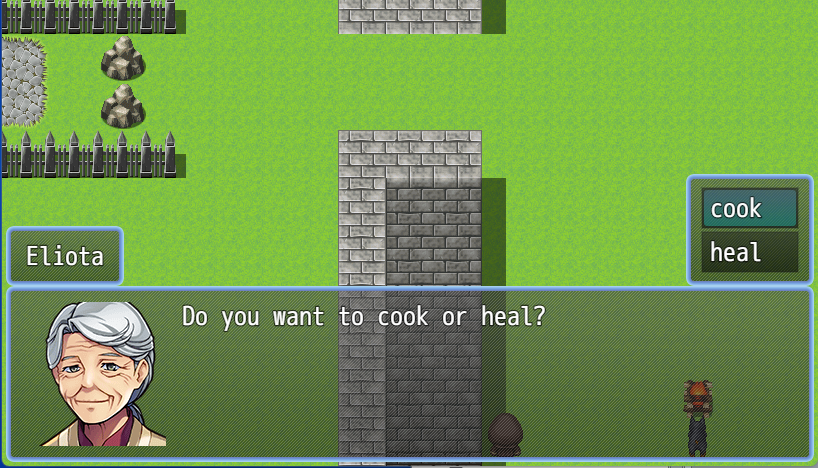 cook
heal
Eliota
Do you want to cook or heal?